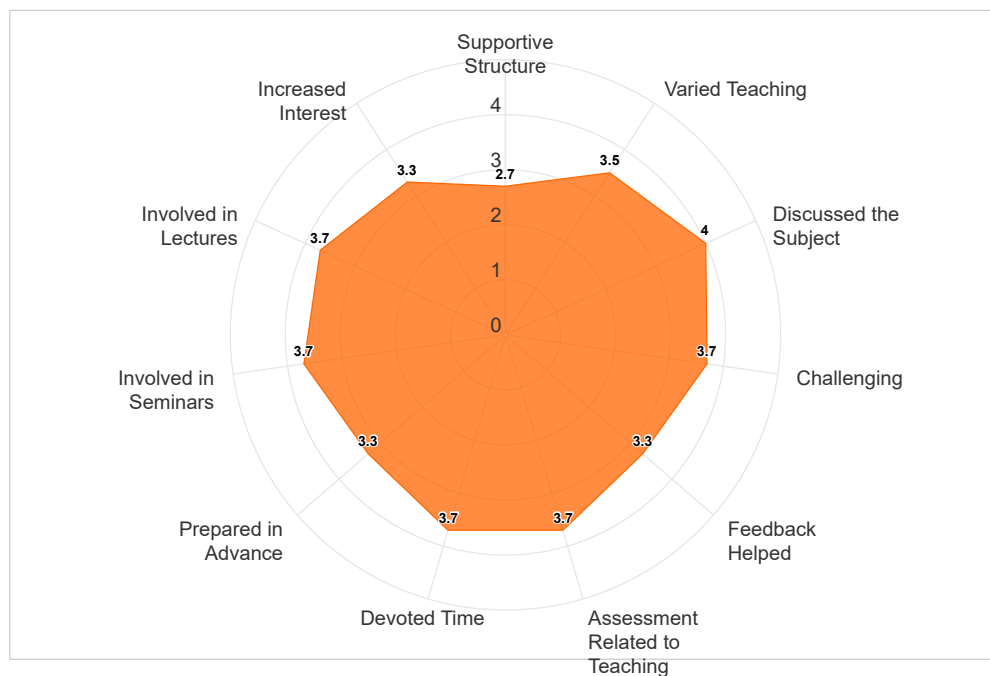 Supportive
Structure
Increased
Interest
Varied Teaching
4
3.3
3
3.5
2.7
Involved in
Lectures
Discussed the
Subject
2
3.7
4
1
0
3.7
3.7
Involved in
Seminars
Challenging
3.3
3.3
Prepared in
Advance
Feedback
Helped
3.7
3.7
Devoted Time
Assessment
Related to
Teaching